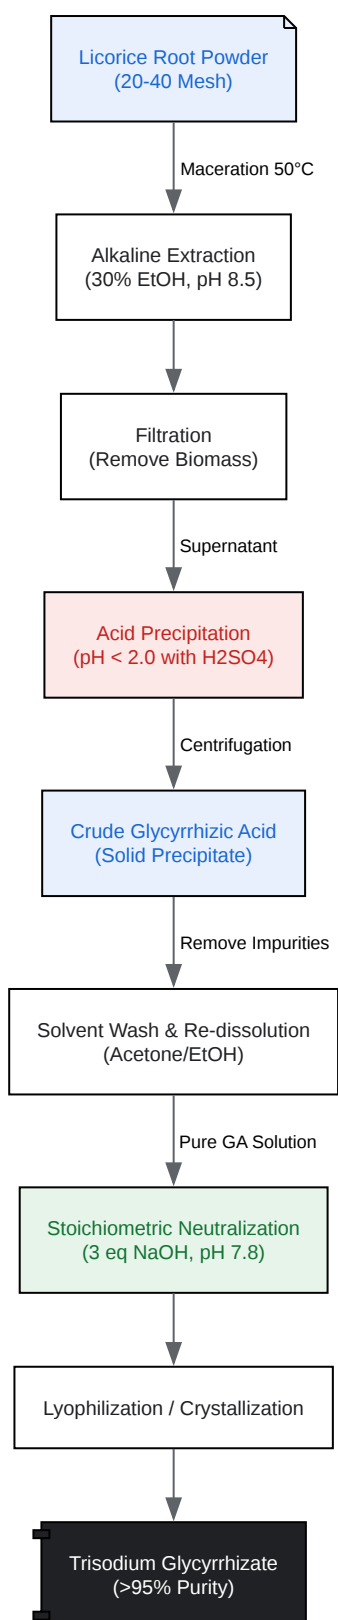 Licorice Root Powder
(20-40 Mesh)
Maceration 50°C
Alkaline Extraction
(30% EtOH, pH 8.5)
Filtration
(Remove Biomass)
Supernatant
Acid Precipitation
(pH < 2.0 with H2SO4)
Centrifugation
Crude Glycyrrhizic Acid
(Solid Precipitate)
Remove Impurities
Solvent Wash & Re-dissolution
(Acetone/EtOH)
Pure GA Solution
Stoichiometric Neutralization
(3 eq NaOH, pH 7.8)
Lyophilization / Crystallization
Trisodium Glycyrrhizate
(>95% Purity)